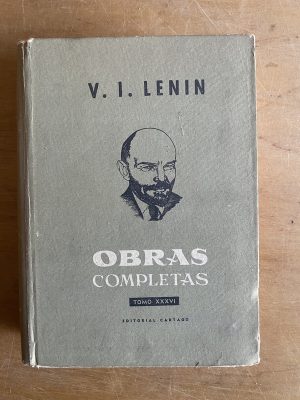 V. I. LENIN
OBRAS
COMPLETAS
TOMO XXXVI
EDITORIAL CARTAGO